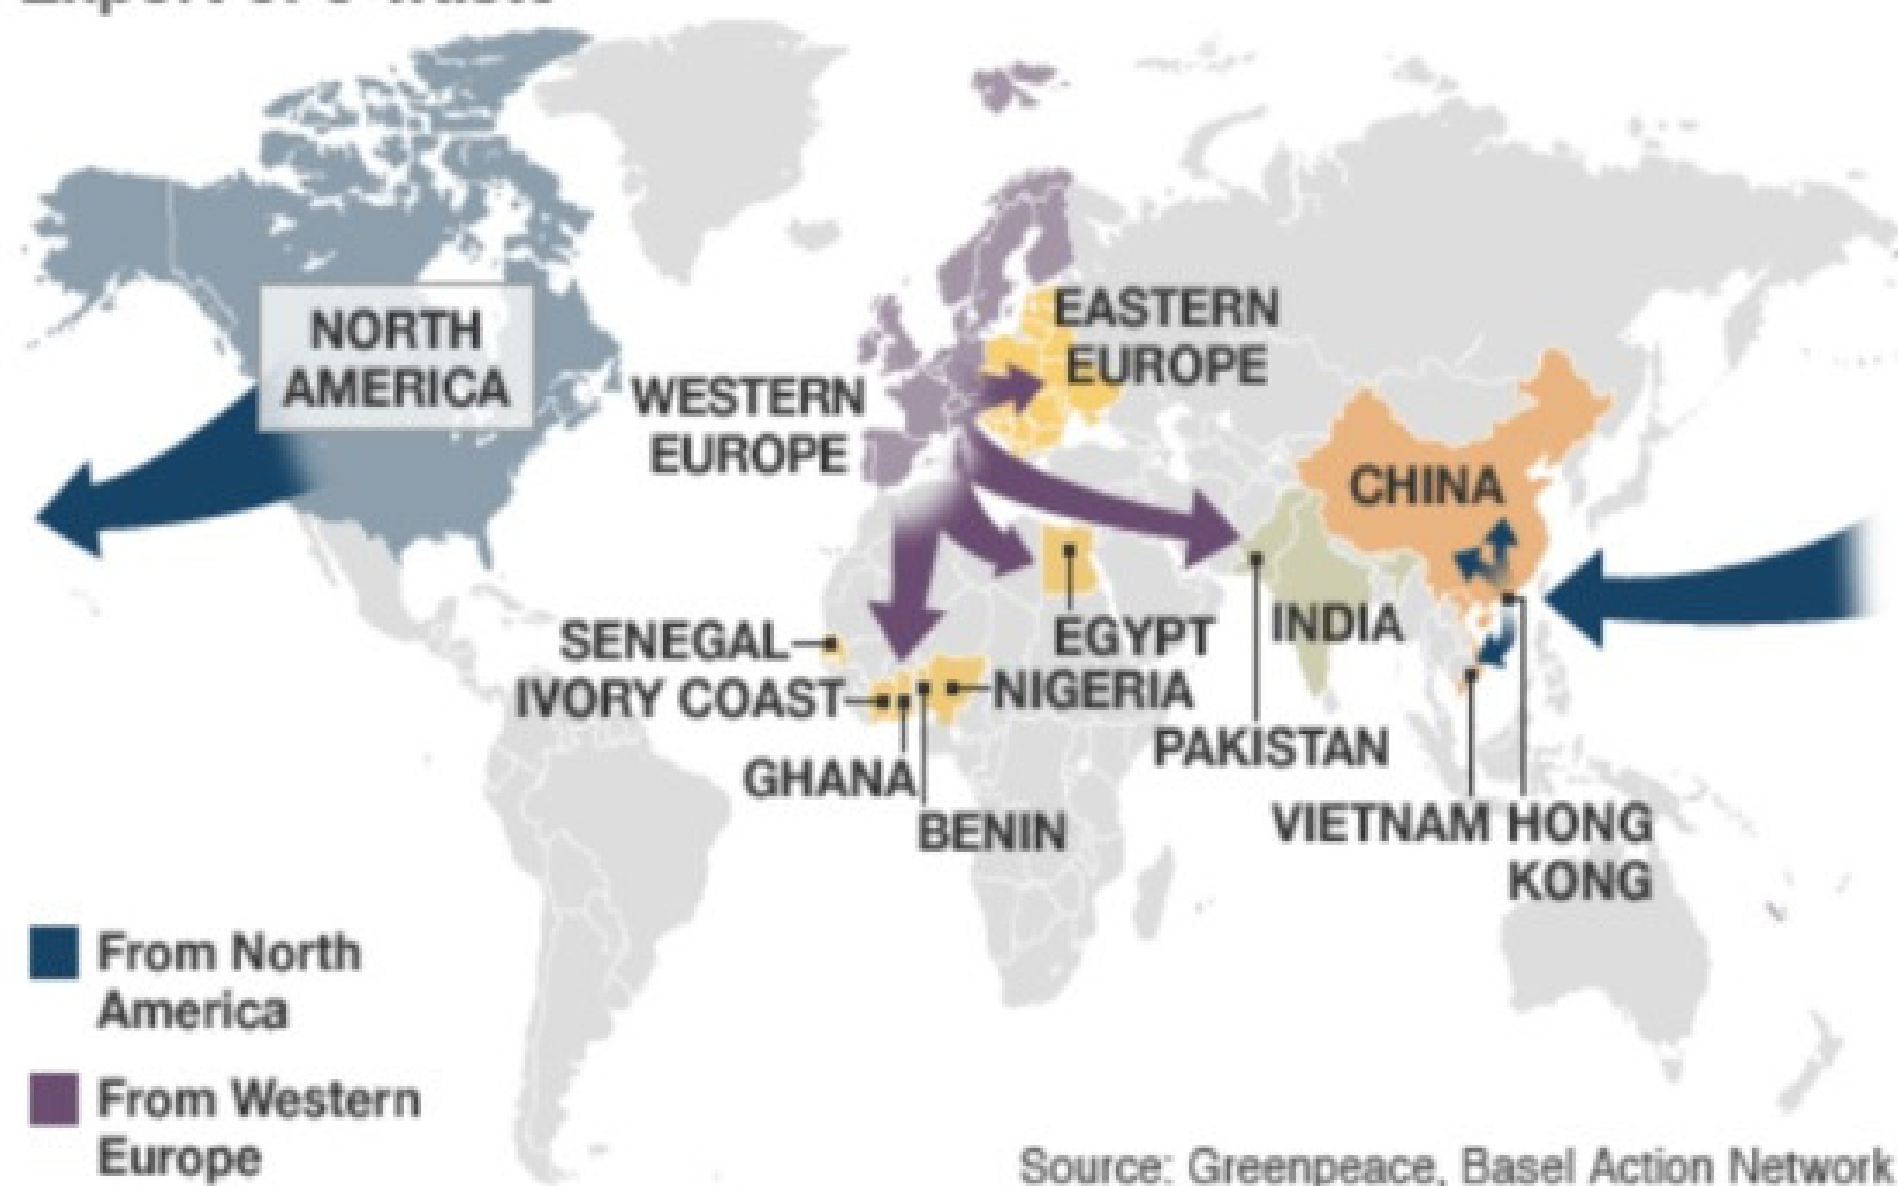 NORTH
AMERICA
WESTERN
EUROPE
EASTERN
EUROPE
CHINA
SENEGAL
IVORY COAST
GHANA
BENIN
EGYPT
NIGERIA
INDIA
PAKISTAN
VIETNAM
HONG
KONG
From North
America
From Western
Europe
Source: Greenpeace, Basel Action Network